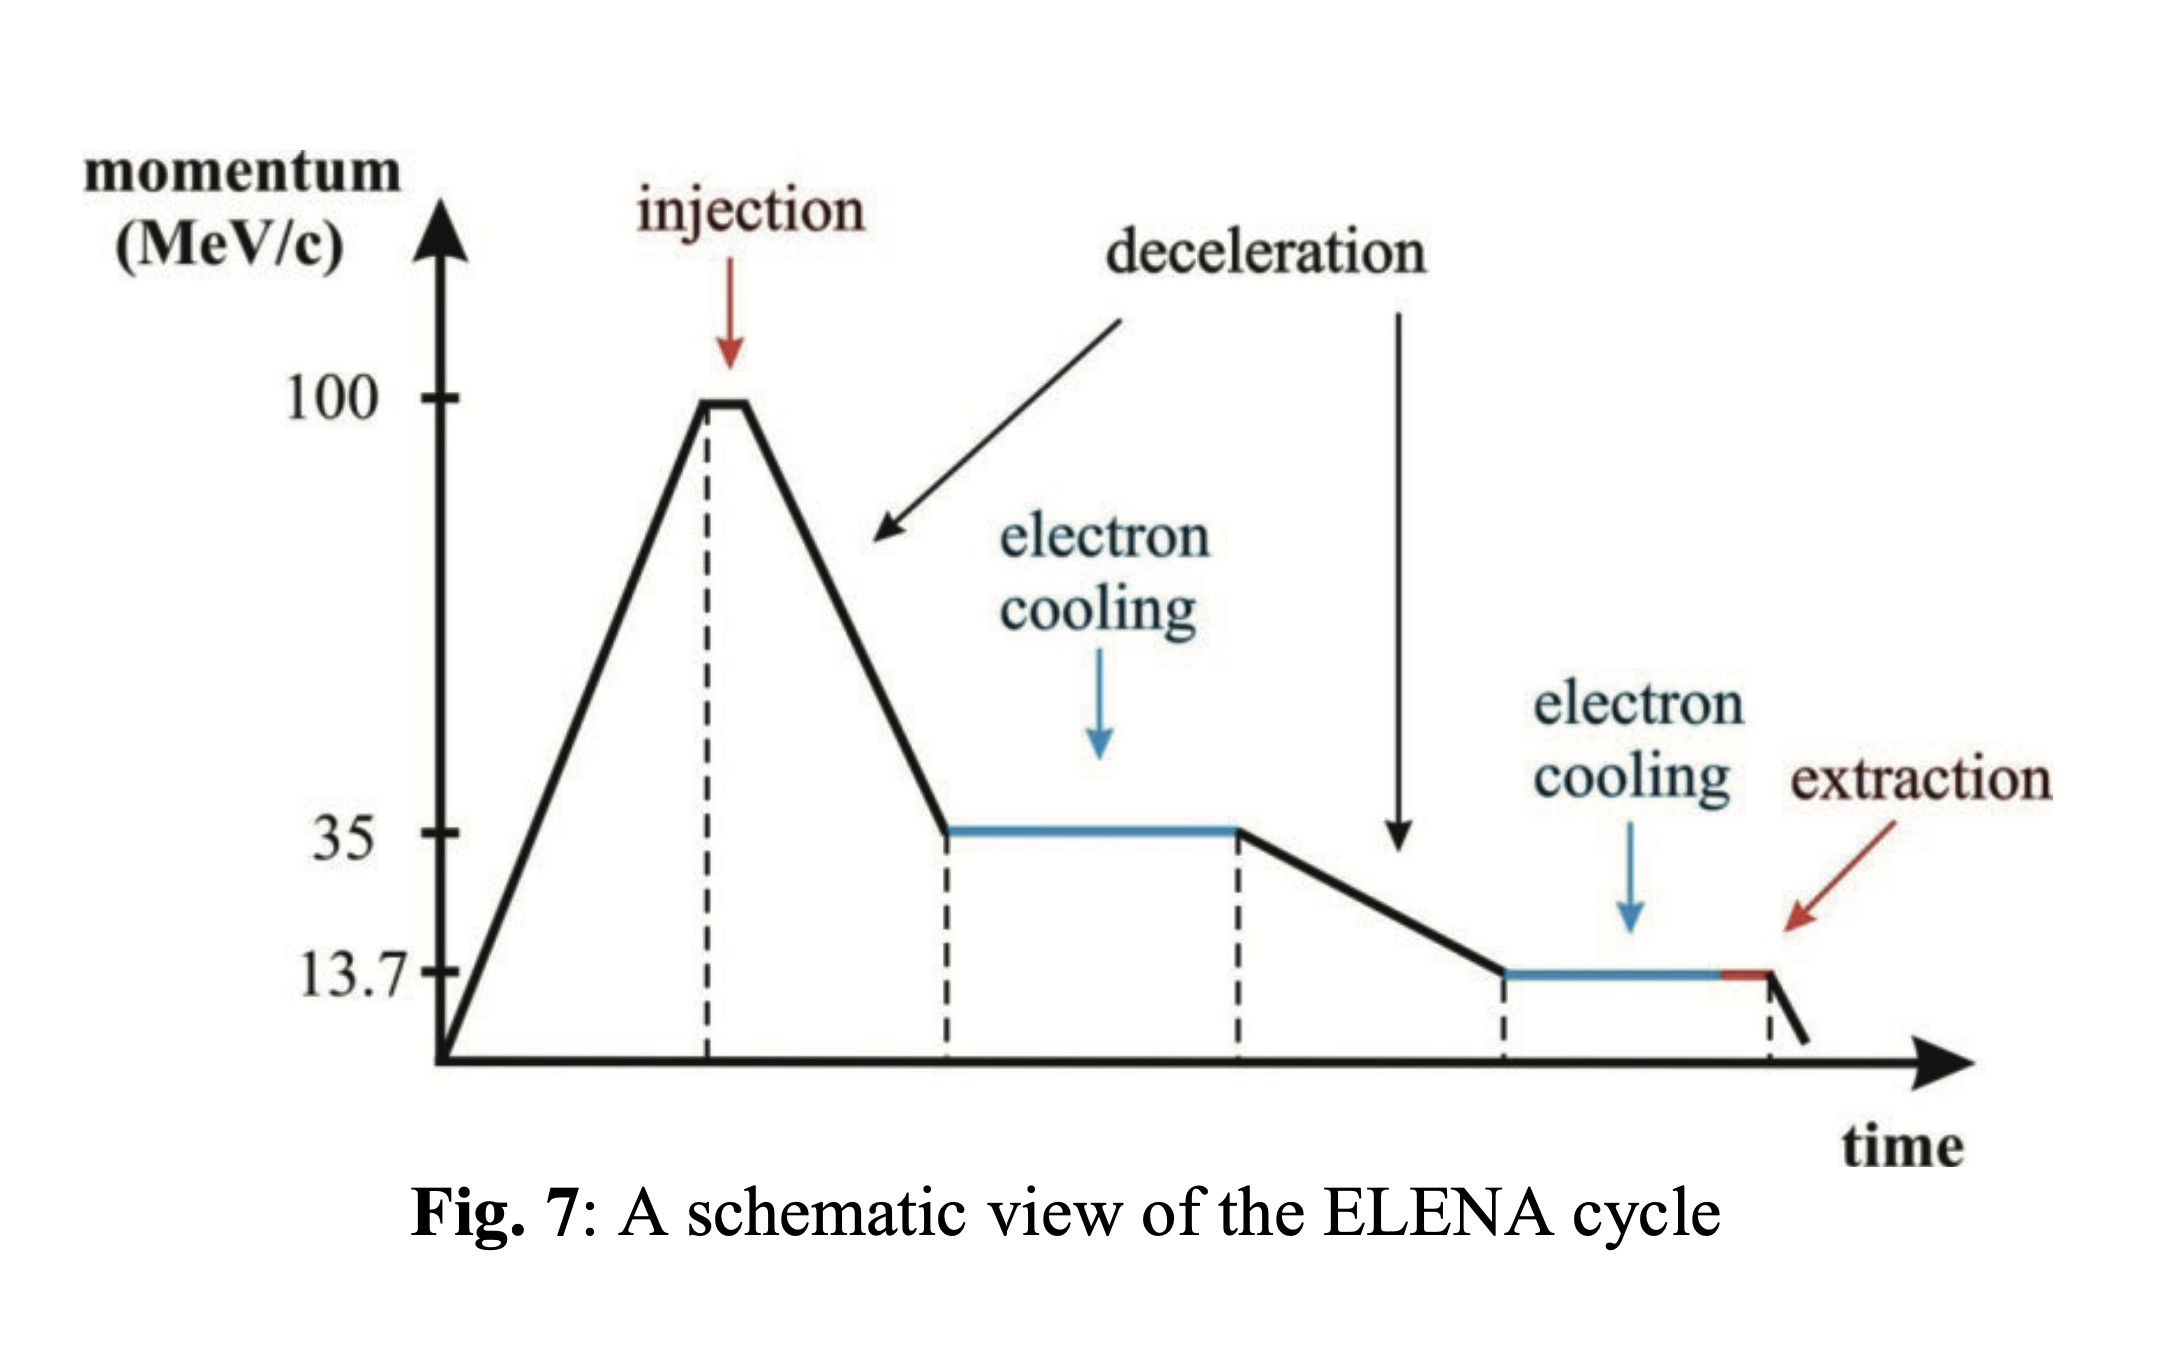 momentum
(MeV/c)
injection
deceleration
100
electron
cooling
electron
cooling
extraction
35
13.7
time
Fig. 7: A schematic view of the ELENA cycle